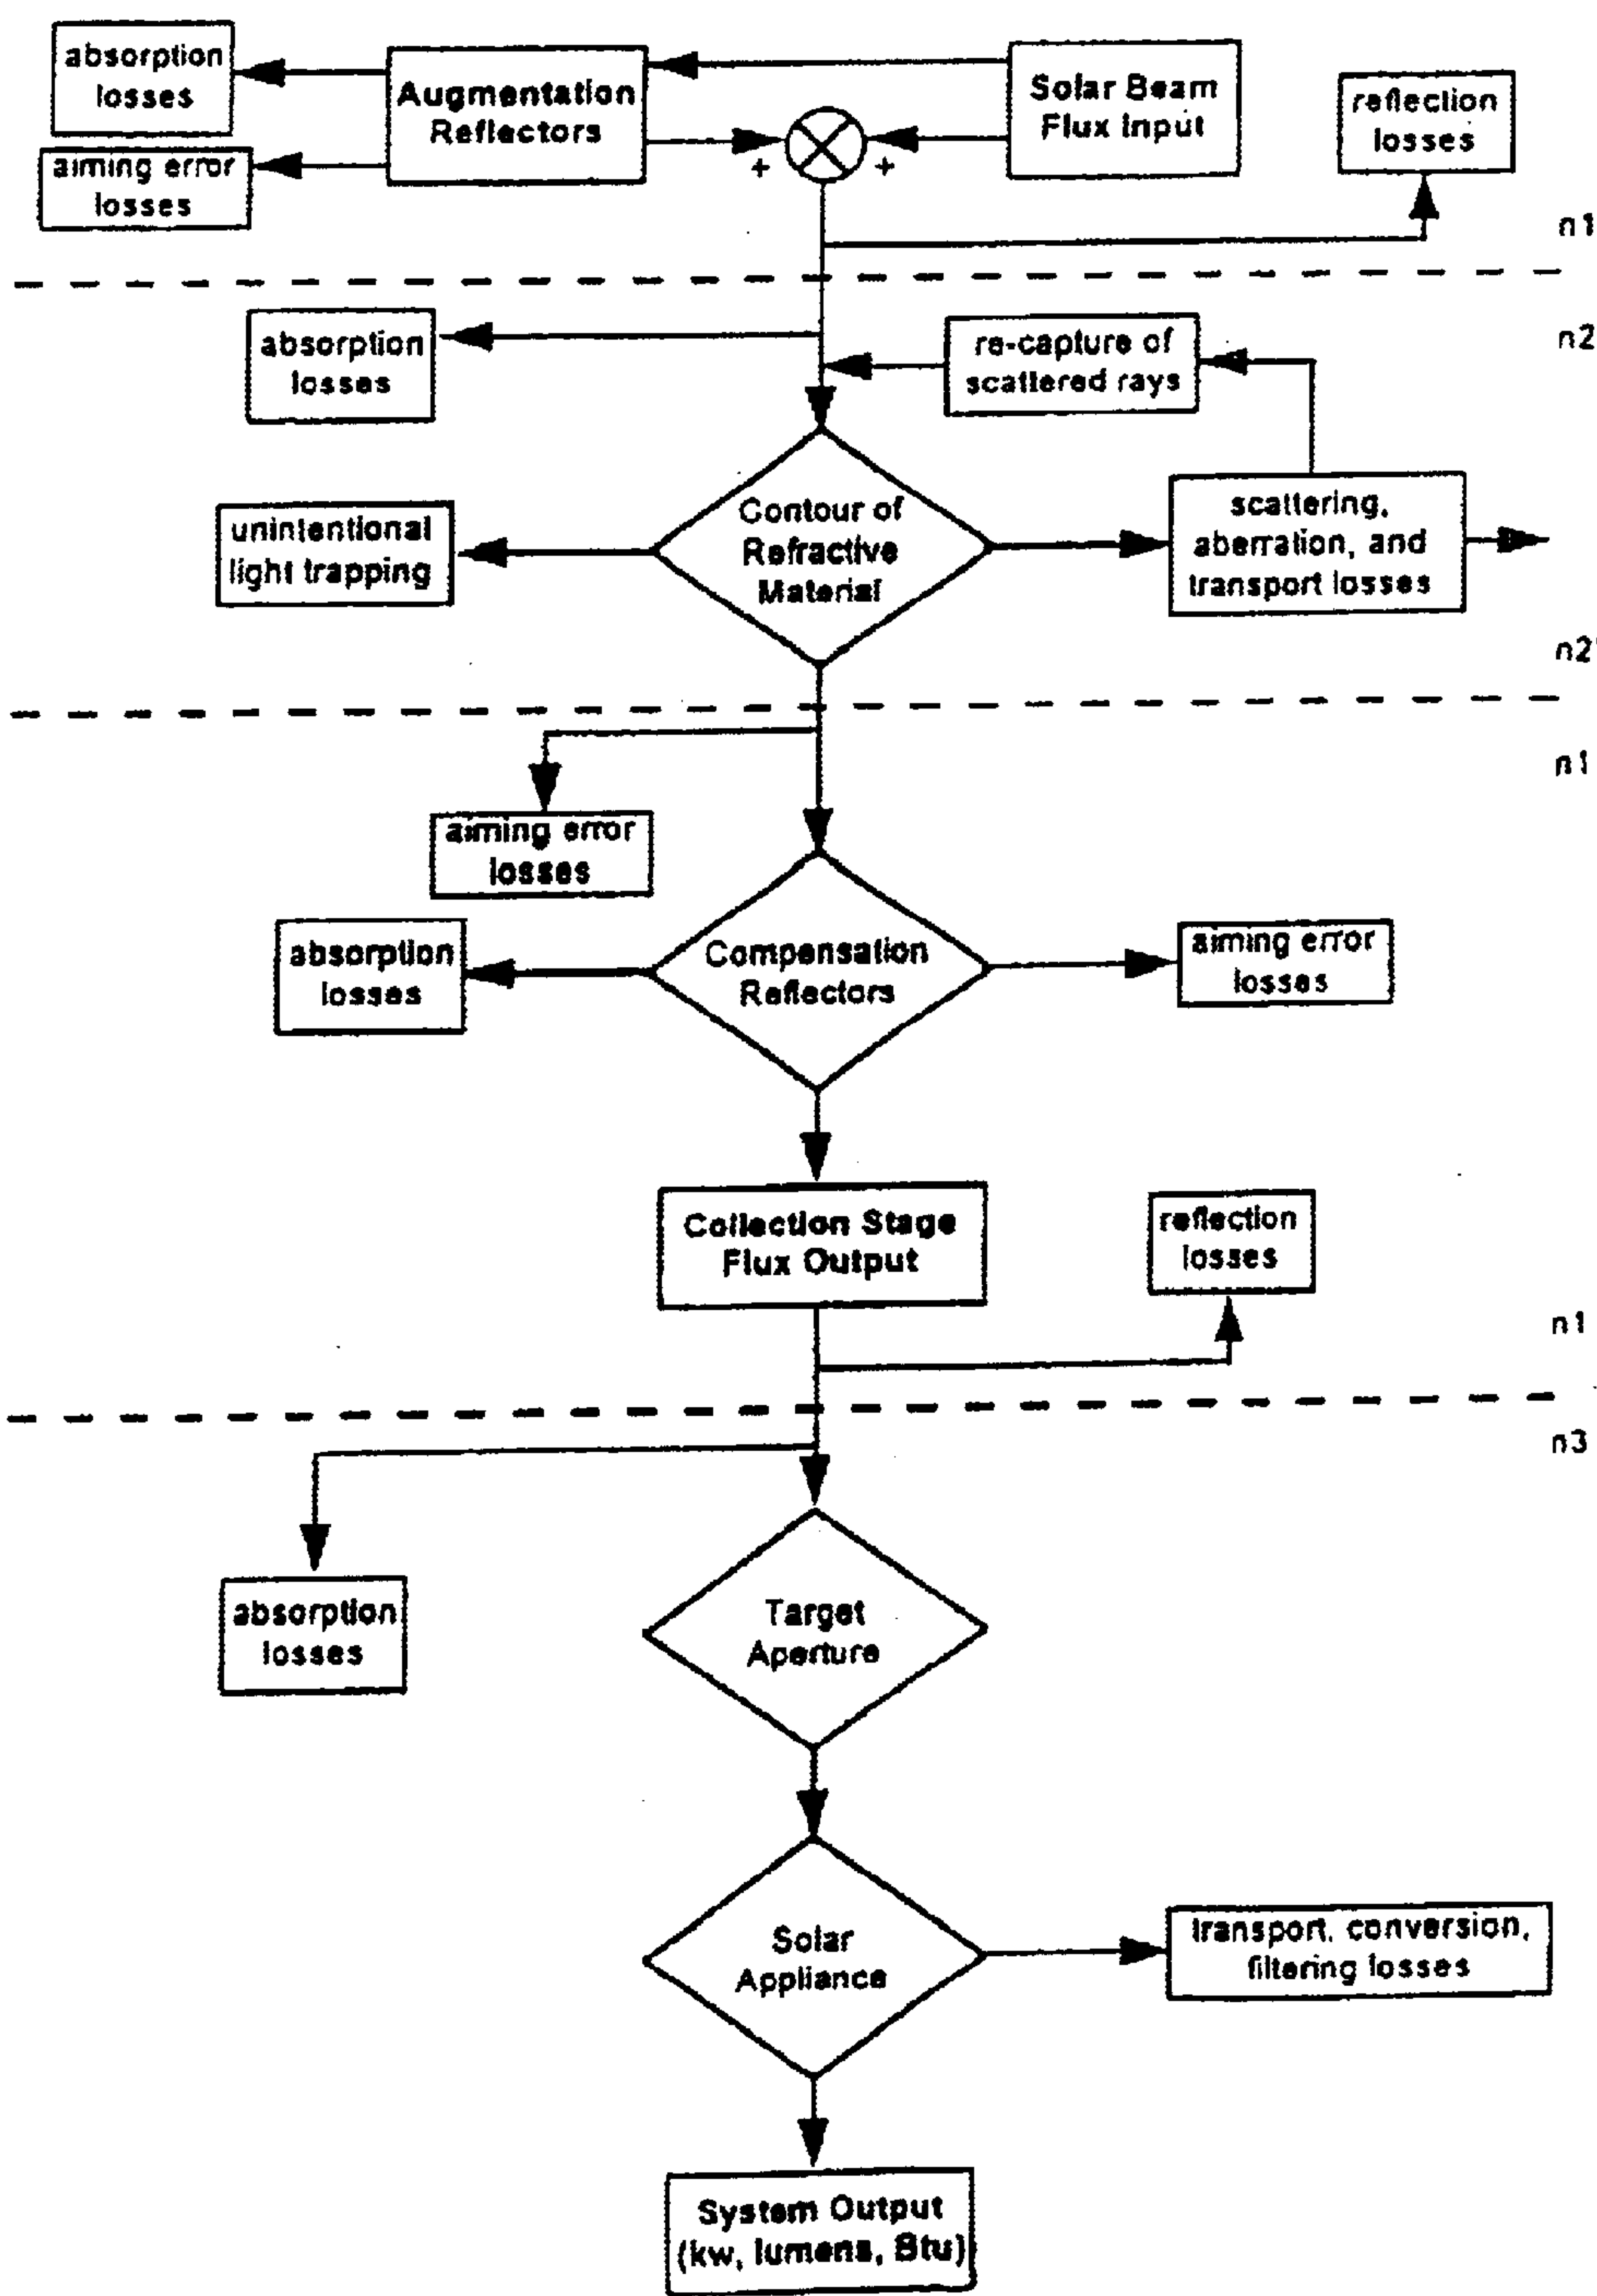 absorption
losses
Augmentation
Reflectors
Solar Beam
Flux Input
reflection
losses
aiming error
losses
+
+
n1
absorption
losses
re-capture of
scattered rays
n2
unintentional
light trapping
Contour of
Refractive
Material
scattering,
aberration, and
transport losses
n2'
n1
aiming error
losses
absorption
losses
Compensation
Reflectors
aiming error
losses
Collection Stage
Flux Output
reflection
losses
n1
n3
absorption
losses
Target
Aperture
Solar
Appliance
transport, conversion,
filtering losses
System Output
(kw, lumens, Btu)